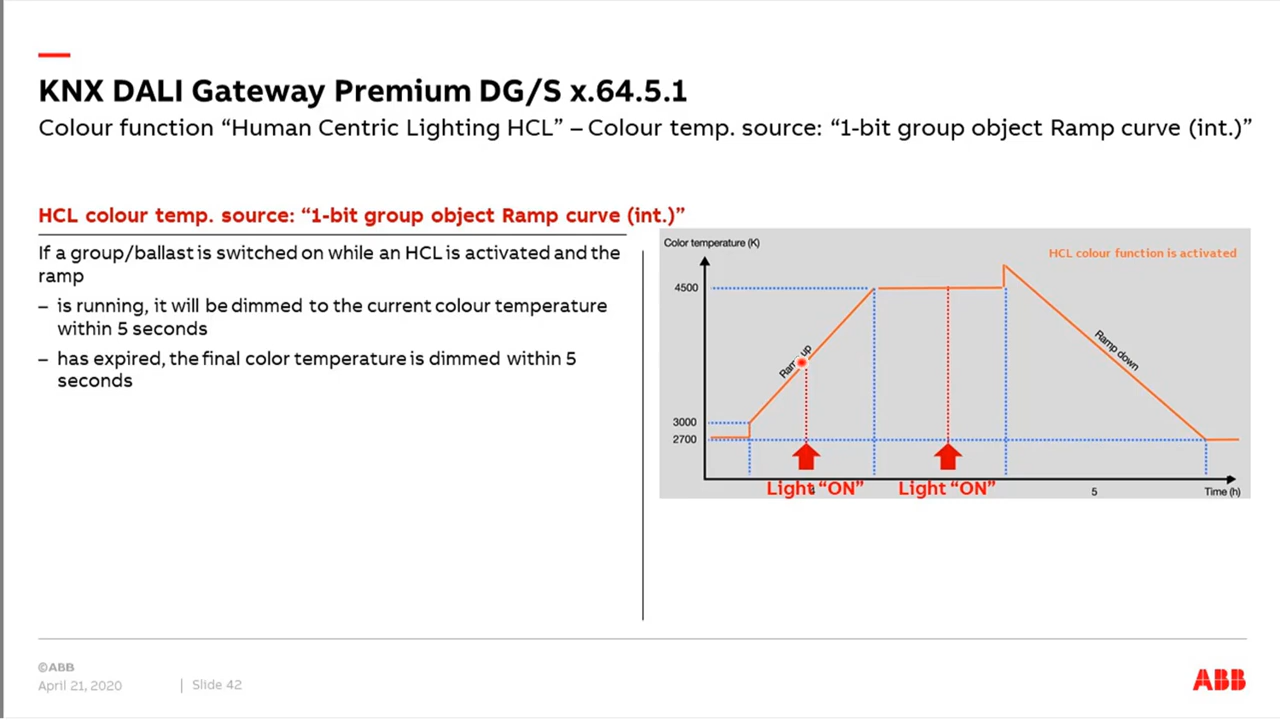 KNX DALI Gateway Premium DG/S x.64.5.1
Colour function “Human Centric Lighting HCL” – Colour temp. source: “1-bit group object Ramp curve (int.)”
HCL colour temp. source: “1-bit group object Ramp curve (int.)”
If a group/ballast is switched on while an HCL is activated and the
ramp
– is running, it will be dimmed to the current colour temperature
within 5 seconds
– has expired, the final color temperature is dimmed within 5
seconds
Color temperature (K)
HCL colour function is activated
4500
3000
2700
Ramp down
Light “ON”
Light “ON”
5
Time (h)
©ABB
April 21, 2020
| Slide 42
ABB